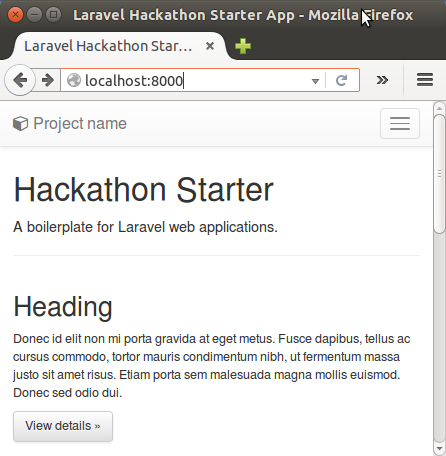 Laravel Hackathon Starter App - Mozilla Firefox
Laravel Hackathon Star...
localhost:8000
Project name
Hackathon Starter
A boilerplate for Laravel web applications.
Heading
Donec id elit non mi porta gravida at eget metus. Fusce dapibus, tellus ac
cursus commodo, tortor mauris condimentum nibh, ut fermentum massa
justo sit amet risus. Etiam porta sem malesuada magna mollis euismod.
Donec sed odio dui.
View details »